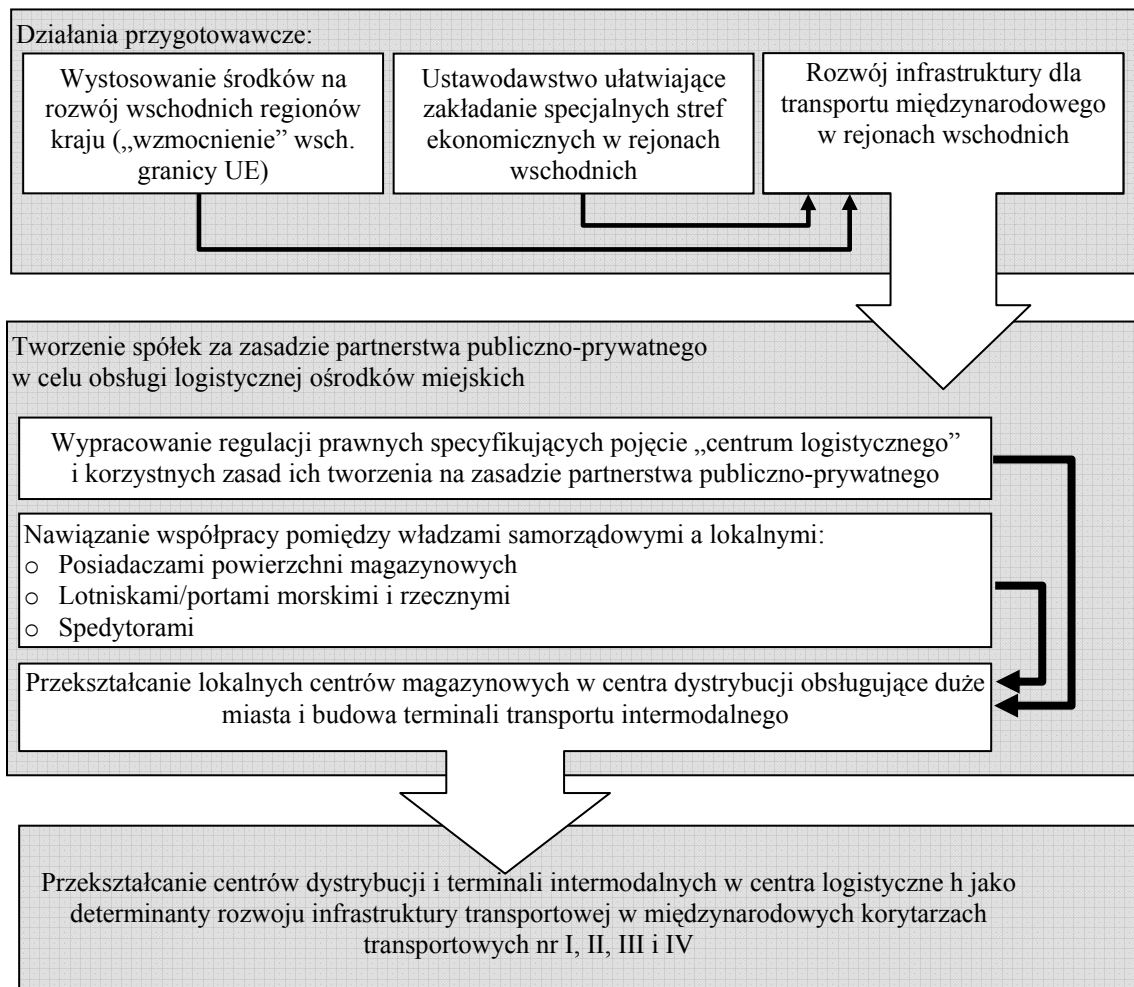 Działania przygotowawcze:
Wystosowanie środków na
rozwój wschodnich regionów
kraju („wzmocnienie” wsch.
granicy UE)
Ustawodawstwo ułatwiające
zakładanie specjalnych stref
ekonomicznych w rejonach
wschodnich
Rozwój infrastruktury dla
transportu międzynarodowego
w rejonach wschodnich
Tworzenie spółek za zasadzie partnerstwa publiczno-prywatnego
w celu obsługi logistycznej ośrodków miejskich
Wypracowanie regulacji prawnych specyfikujących pojęcie „centrum logistycznego”
i korzystnych zasad ich tworzenia na zasadzie partnerstwa publiczno-prywatnego
Nawiązanie współpracy pomiędzy władzami samorządowymi a lokalnymi:
o Posiadaczami powierzchni magazynowych
o Lotniskami/portami morskimi i rzecznymi
o Spedytorami
Przekształcanie lokalnych centrów magazynowych w centra dystrybucji obsługujące duże
miasta i budowa terminali transportu intermodalnego
Przekształcanie centrów dystrybucji i terminali intermodalnych w centra logistyczne h jako
determinanty rozwoju infrastruktury transportowej w międzynarodowych korytarzach
transportowych nr I, II, III i IV